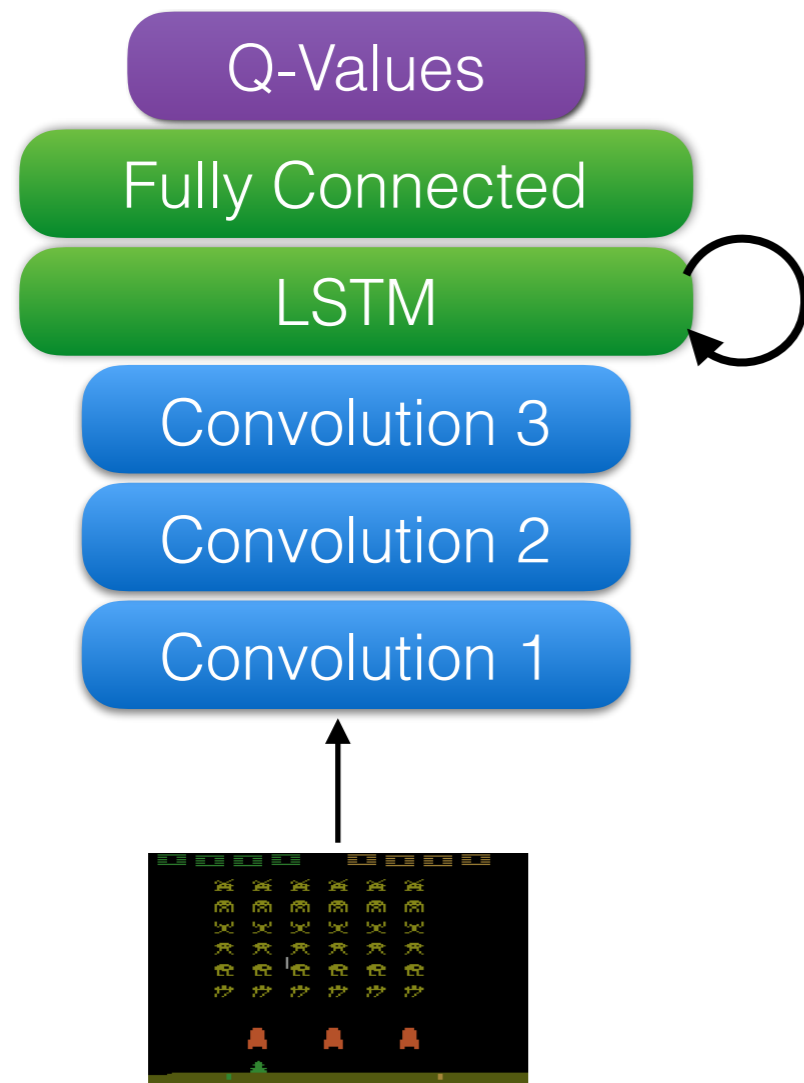 Q-Values
Fully Connected
LSTM
Convolution 3
Convolution 2
Convolution 1